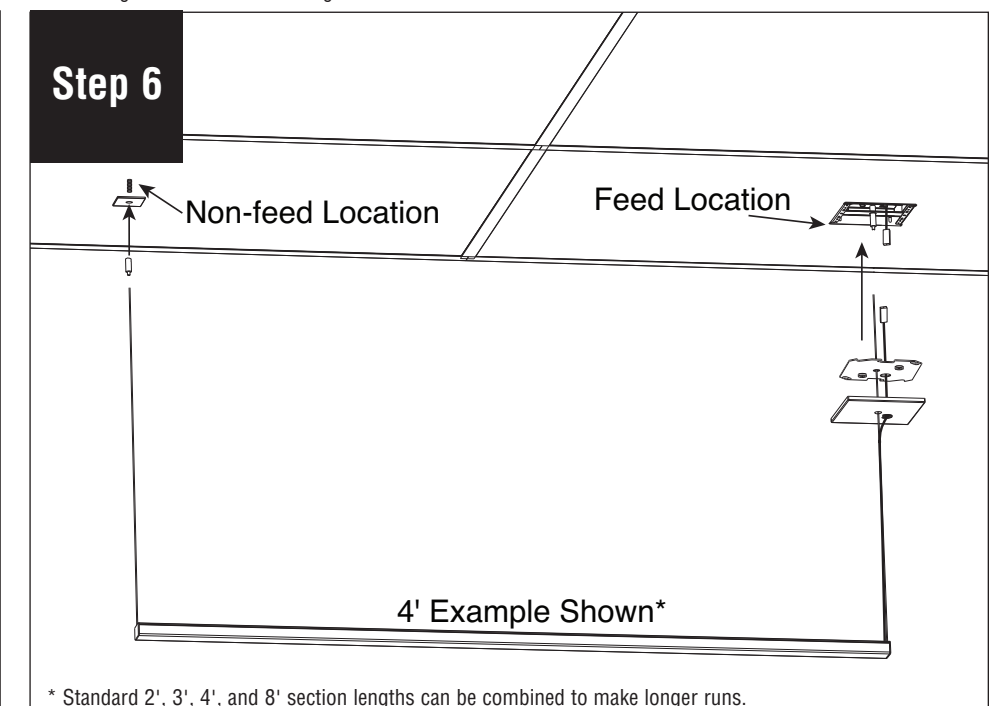 Step 6
Non-feed Location
Feed Location
4' Example Shown*
* Standard 2', 3', 4', and 8' section lengths can be combined to make longer runs.